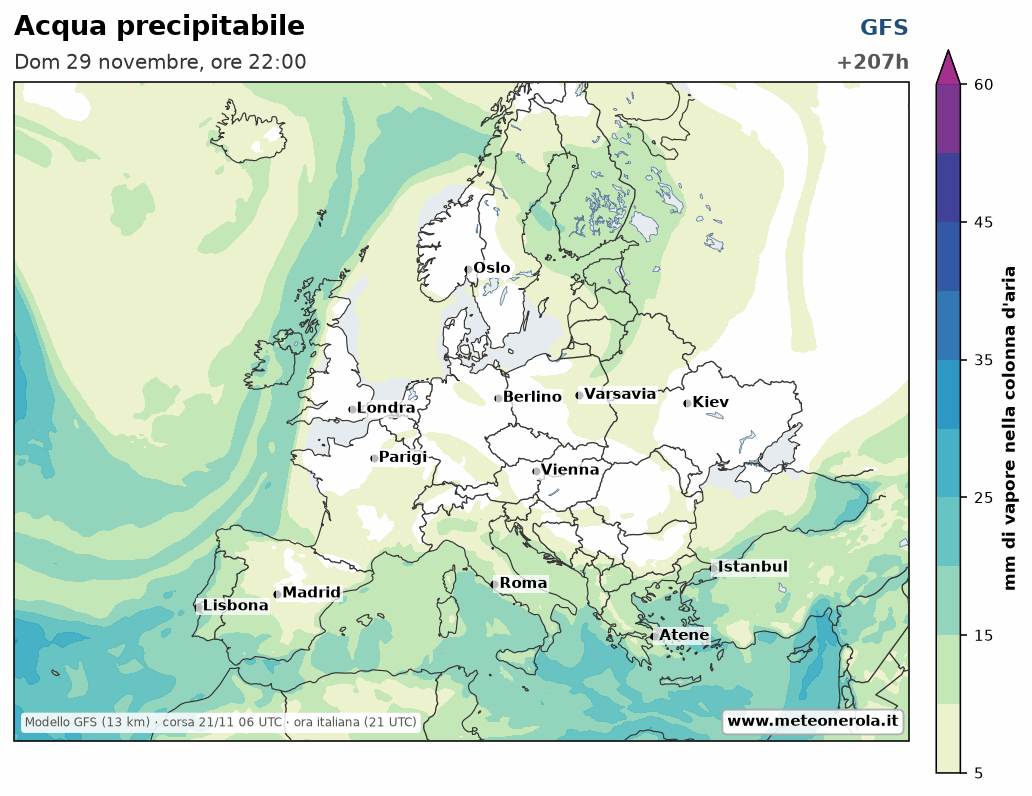 Acqua precipitabile
GFS
Dom 29 novembre, ore 22:00
+207h
60
45
35
25
15
5
mm di vapore nella colonna d'aria
Oslo
Berlino
Varsavia
Kiev
Londra
Parigi
Vienna
Istanbul
Roma
Madrid
Lisbona
Atene
Modello GFS (13 km) · corsa 21/11 06 UTC · ora italiana (21 UTC)
www.meteonerola.it